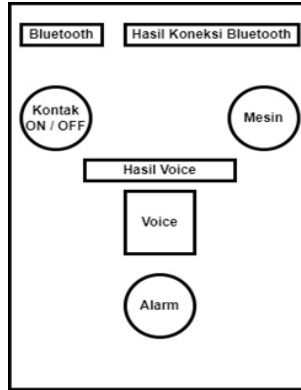 Bluetooth
Hasil Koneksi Bluetooth
Kontak
ON / OFF
Mesin
Hasil Voice
Voice
Alarm